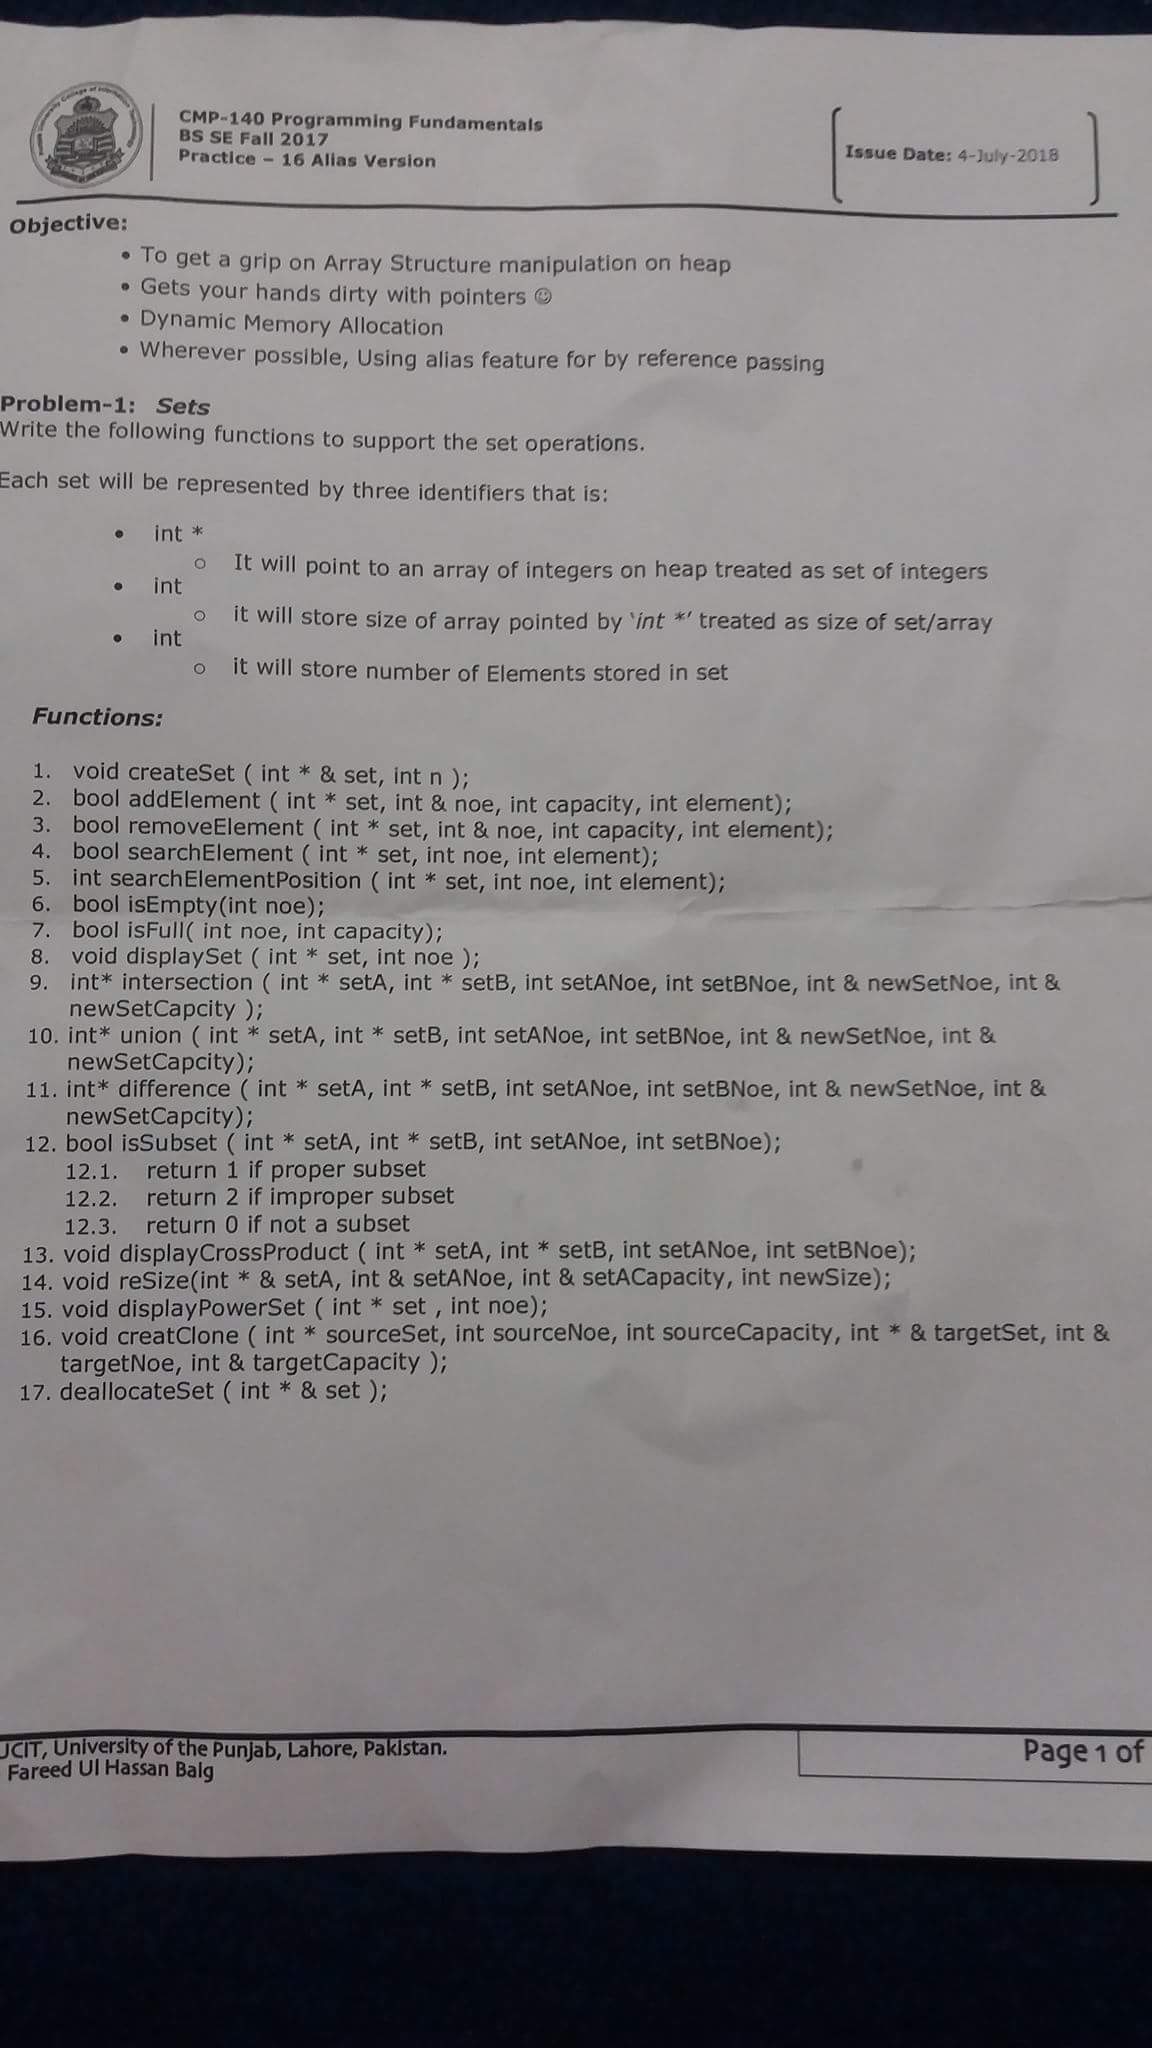 CMP-140 Programming Fundamentals
BS SE Fall 2017
Practice – 16 Alias Version
Issue Date: 4-July-2018
Objective:
• To get a grip on Array Structure manipulation on heap
• Gets your hands dirty with pointers ☺
• Dynamic Memory Allocation
• Wherever possible, Using alias feature for by reference passing
Problem-1: Sets
Write the following functions to support the set operations.
Each set will be represented by three identifiers that is:
• int *
o It will point to an array of integers on heap treated as set of integers
• int
o it will store size of array pointed by ‘int *’ treated as size of set/array
• int
o it will store number of Elements stored in set
Functions:
1. void createSet ( int * & set, int n );
2. bool addElement ( int * set, int & noe, int capacity, int element);
3. bool removeElement ( int * set, int & noe, int capacity, int element);
4. bool searchElement ( int * set, int noe, int element);
5. int searchElementPosition ( int * set, int noe, int element);
6. bool isEmpty(int noe);
7. bool isFull( int noe, int capacity);
8. void displaySet ( int * set, int noe );
9. int* intersection ( int * setA, int * setB, int setANoe, int setBNoe, int & newSetNoe, int &
newSetCapcity );
10. int* union ( int * setA, int * setB, int setANoe, int setBNoe, int & newSetNoe, int &
newSetCapcity);
11. int* difference ( int * setA, int * setB, int setANoe, int setBNoe, int & newSetNoe, int &
newSetCapcity);
12. bool isSubset ( int * setA, int * setB, int setANoe, int setBNoe);
12.1. return 1 if proper subset
12.2. return 2 if improper subset
12.3. return 0 if not a subset
13. void displayCrossProduct ( int * setA, int * setB, int setANoe, int setBNoe);
14. void reSize(int * & setA, int & setANoe, int & setACapacity, int newSize);
15. void displayPowerSet ( int * set , int noe);
16. void creatClone ( int * sourceSet, int sourceNoe, int sourceCapacity, int * & targetSet, int &
targetNoe, int & targetCapacity );
17. deallocateSet ( int * & set );
UCIT, University of the Punjab, Lahore, Pakistan.
Fareed Ul Hassan Baig
Page 1 of